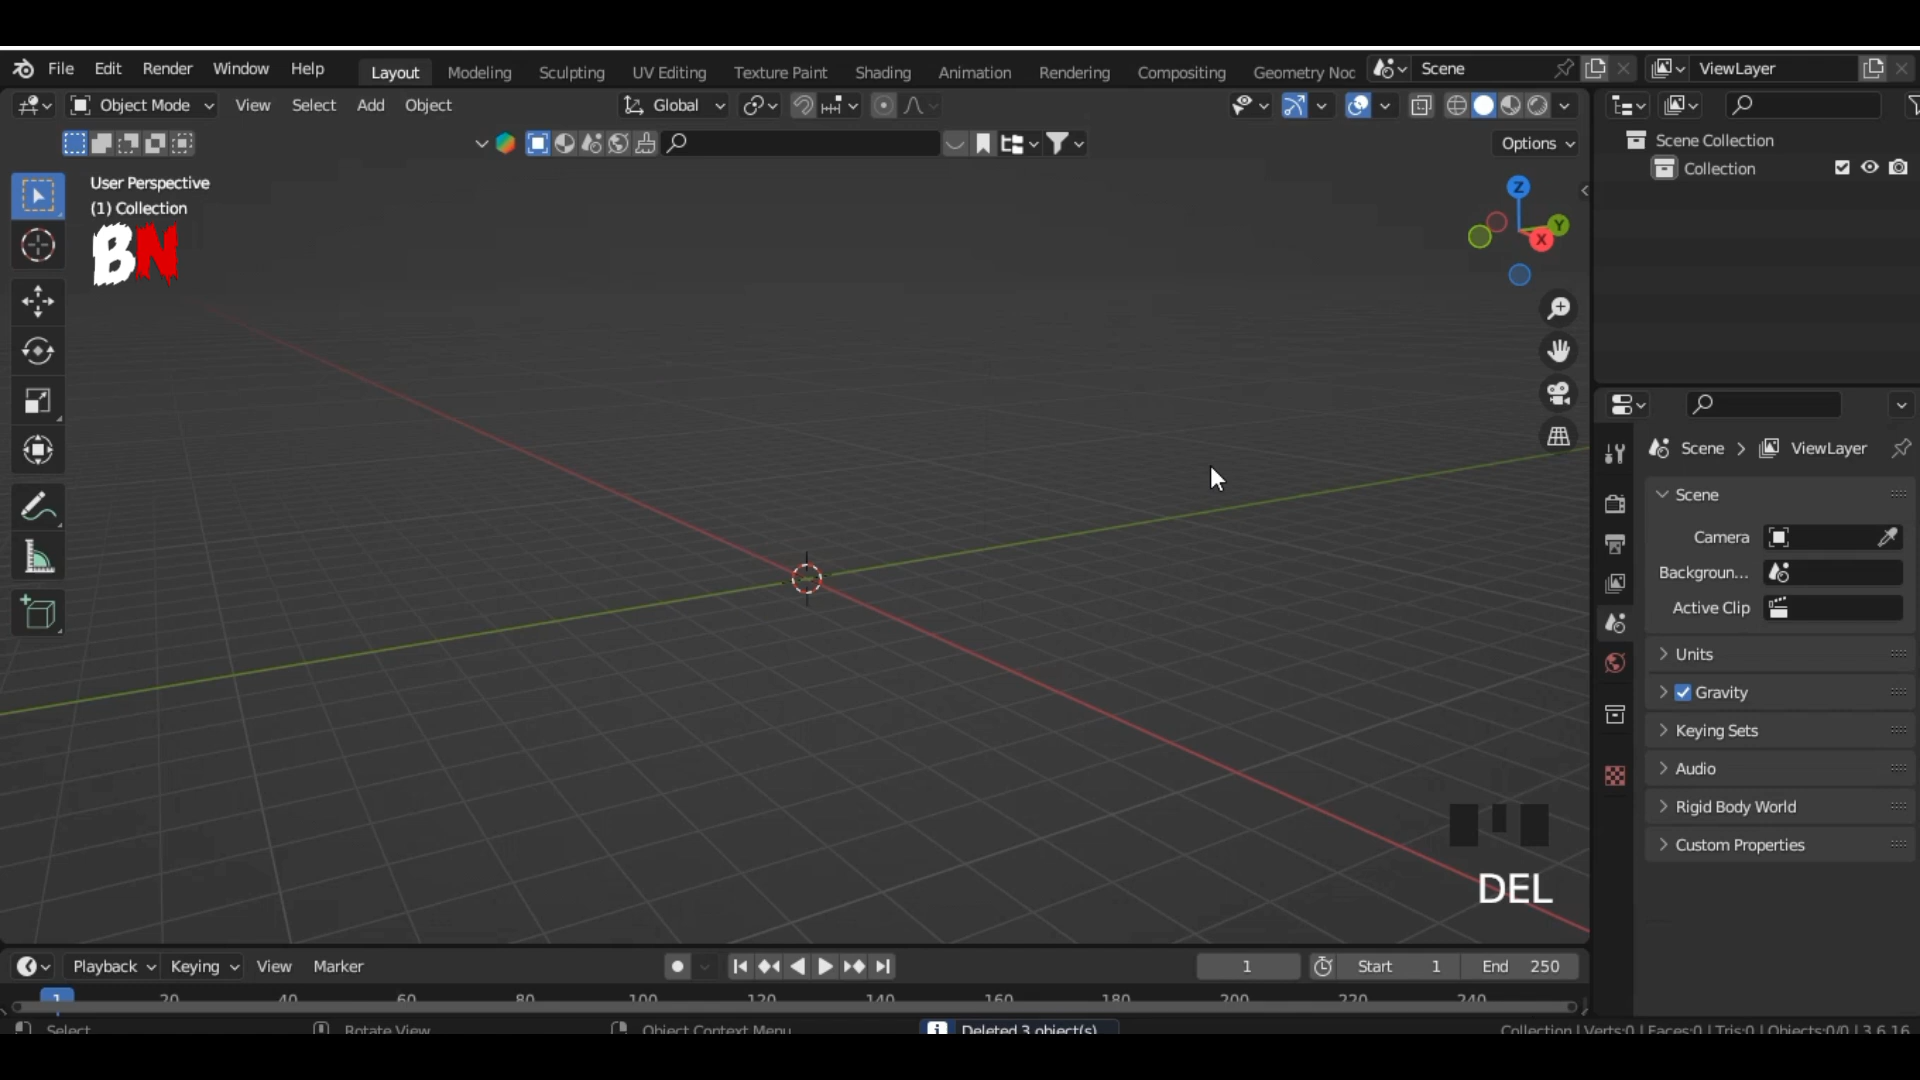 File Edit Render Window Help Layout Modeling Sculpting UV Editing Texture Paint Shading Animation Rendering Compositing Geometry Noc Scene ViewLayer
Object Mode View Select Add Object Global
Options
Scene Collection
Collection
User Perspective
(1) Collection
BN
Z
Y
X
Scene > ViewLayer
Scene
Camera
Backgroun...
Active Clip
Units
Gravity
Keying Sets
Audio
Rigid Body World
Custom Properties
DEL
Playback Keying View Marker 1 Start 1 End 250
1 20 40 60 80 100 120 140 160 180 200 220 240
Select Rotate View Object Context Menu Deleted 3 object(s) Collection | Verts:0 | Faces:0 | Tris:0 | Objects:0/0 | 3.6.16